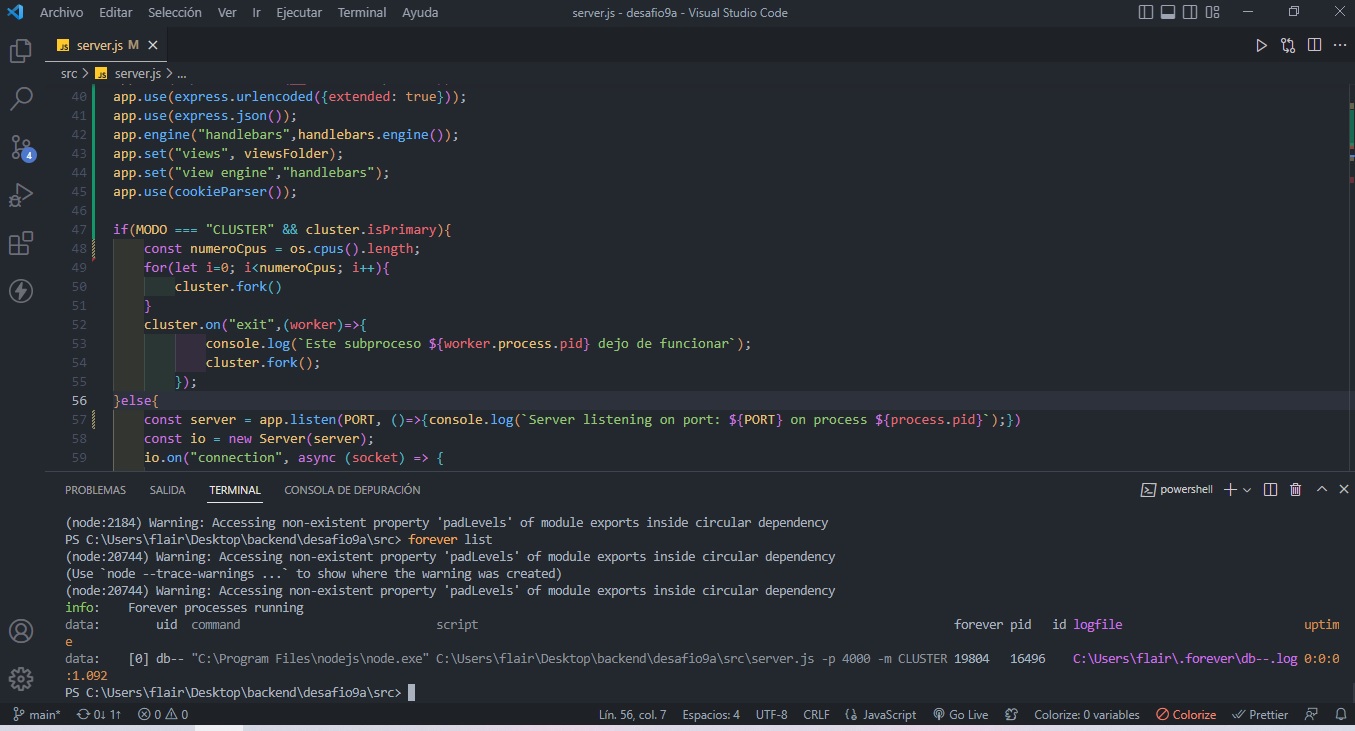 Archivo Editar Selección Ver Ir Ejecutar Terminal Ayuda
server.js - desafio9a - Visual Studio Code
JS server.js M
src > JS server.js > ...
40 app.use(express.urlencoded({extended: true}));
41 app.use(express.json());
42 app.engine("handlebars",handlebars.engine());
43 app.set("views", viewsFolder);
44 app.set("view engine","handlebars");
45 app.use(cookieParser());
46
47 if(MODO === "CLUSTER" && cluster.isPrimary){
48 const numeroCpus = os.cpus().length;
49 for(let i=0; i<numeroCpus; i++){
50 cluster.fork()
51 }
52 cluster.on("exit",(worker)=>{
53 console.log(`Este subproceso ${worker.process.pid} dejo de funcionar`);
54 cluster.fork();
55 });
56 }else{
57 const server = app.listen(PORT, ()=>{console.log(`Server listening on port: ${PORT} on process ${process.pid}`);})
58 const io = new Server(server);
59 io.on("connection", async (socket) => {
4
PROBLEMAS SALIDA TERMINAL CONSOLA DE DEPURACIÓN
powershell
(node:2184) Warning: Accessing non-existent property 'padLevels' of module exports inside circular dependency
PS C:\Users\flair\Desktop\backend\desafio9a\src> forever list
(node:20744) Warning: Accessing non-existent property 'padLevels' of module exports inside circular dependency
(Use `node --trace-warnings ...` to show where the warning was created)
(node:20744) Warning: Accessing non-existent property 'padLevels' of module exports inside circular dependency
info: Forever processes running
data: uid command script forever pid id logfile uptim
e
data: [0] db-- "C:\Program Files\nodejs\node.exe" C:\Users\flair\Desktop\backend\desafio9a\src\server.js -p 4000 -m CLUSTER 19804 16496 C:\Users\flair\.forever\db--.log 0:0:0
:1.092
PS C:\Users\flair\Desktop\backend\desafio9a\src>
main* 0↓ 1↑ 0 0 Lín. 56, col. 7 Espacios: 4 UTF-8 CRLF JavaScript Go Live Colorize: 0 variables Colorize Prettier